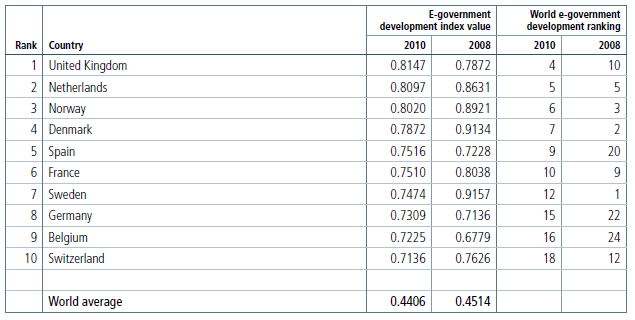 E-government development index value World e-government development ranking
Rank Country 2010 2008 2010 2008
1 United Kingdom 0.8147 0.7872 4 10
2 Netherlands 0.8097 0.8631 5 5
3 Norway 0.8020 0.8921 6 3
4 Denmark 0.7872 0.9134 7 2
5 Spain 0.7516 0.7228 9 20
6 France 0.7510 0.8038 10 9
7 Sweden 0.7474 0.9157 12 1
8 Germany 0.7309 0.7136 15 22
9 Belgium 0.7225 0.6779 16 24
10 Switzerland 0.7136 0.7626 18 12
World average 0.4406 0.4514